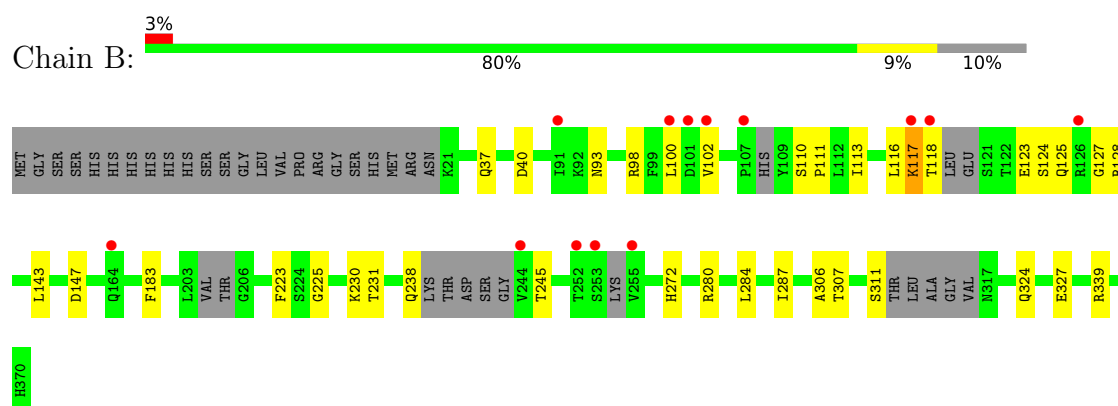 3%
Chain B:
80% 9% 10%
MET GLY SER SER HIS HIS HIS HIS HIS HIS SER SER GLY LEU VAL PRO ARG GLY SER HIS MET ARG ASN K21 Q37 D40 I91 K92 N93 R98 F99 L100 D101 V102 P107 HIS Y109 S110 P111 L112 I113 L116 K117 T118 LEU GLU S121 T122 E123 S124 Q125 R126 G127
L143 D147 Q164 F183 L203 VAL THR G206 F223 S224 G225 K230 T231 Q238 LYS THR ASP SER GLY V244 T245 T252 S253 LYS V255 H272 R280 L284 I287 A306 T307 S311 THR LEU ALA GLY VAL N317 Q324 E327 R339
H370